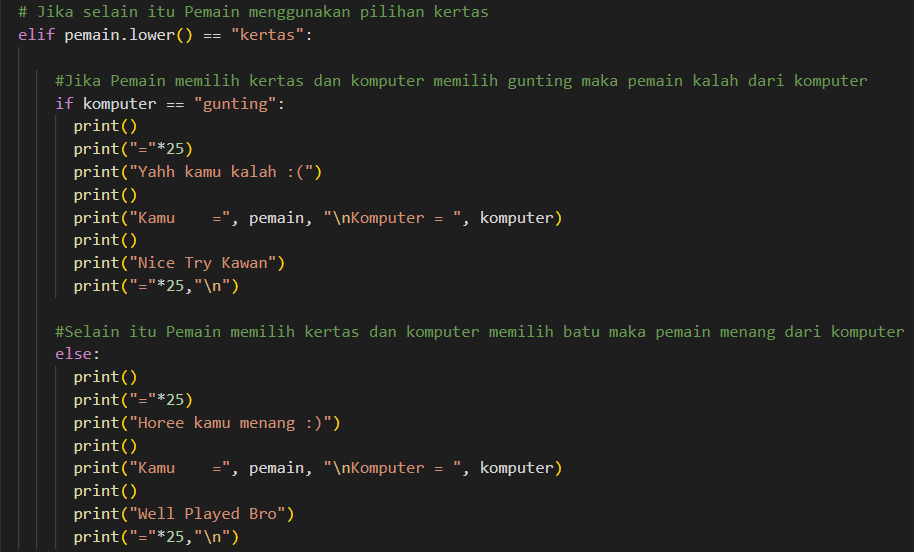 # Jika selain itu Pemain menggunakan pilihan kertas
elif pemain.lower() == "kertas":
#Jika Pemain memilih kertas dan komputer memilih gunting maka pemain kalah dari komputer
if komputer == "gunting":
print()
print("="*25)
print("Yahh kamu kalah :(")
print()
print("Kamu    =", pemain, "\nKomputer = ", komputer)
print()
print("Nice Try Kawan")
print("="*25,"\n")
#Selain itu Pemain memilih kertas dan komputer memilih batu maka pemain menang dari komputer
else:
print()
print("="*25)
print("Horee kamu menang :)")
print()
print("Kamu    =", pemain, "\nKomputer = ", komputer)
print()
print("Well Played Bro")
print("="*25,"\n")